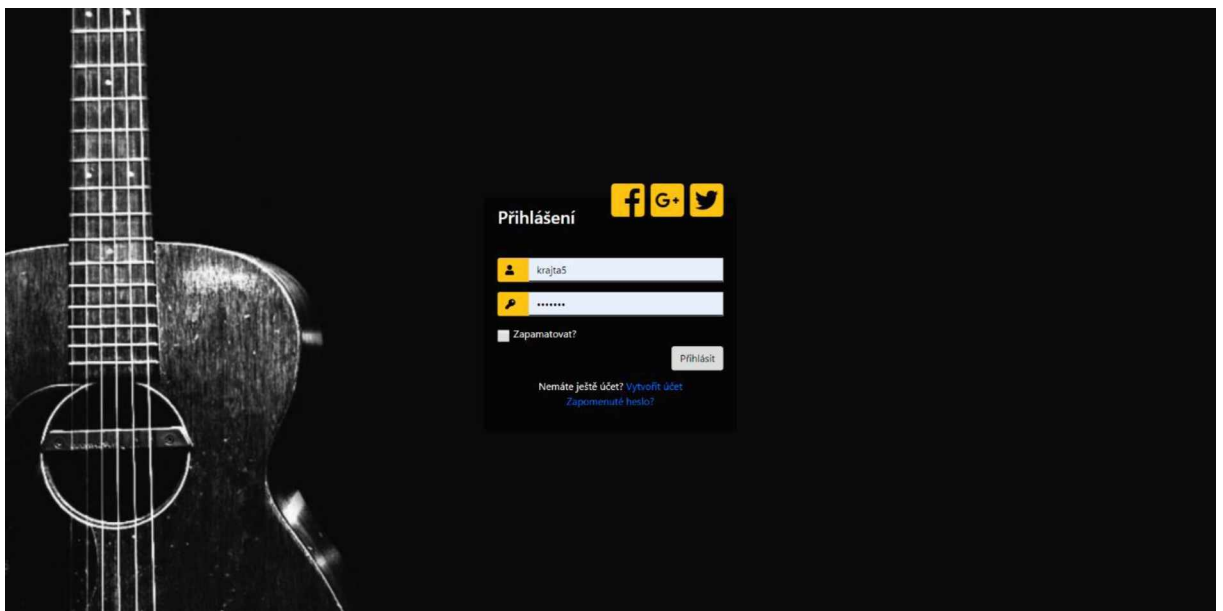 Přihlášení
G+
krajta5
•••••••
Zapamatovat?
Přihlásit
Nemáte ještě účet? Vytvořit účet
Zapomenuté heslo?